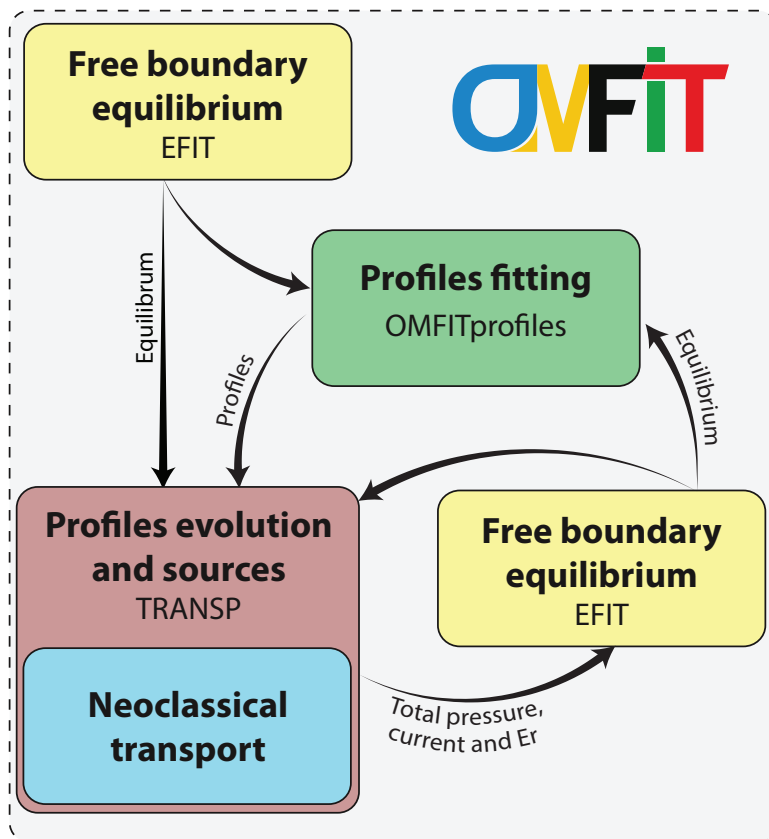 Free boundary
equilibrium
EFIT
OMFIT
Profiles fitting
OMFITprofiles
Equilibrum
Profiles
Equilibrium
Profiles evolution
and sources
TRANSP
Free boundary
equilibrium
EFIT
Neoclassical
transport
Total pressure,
current and Er